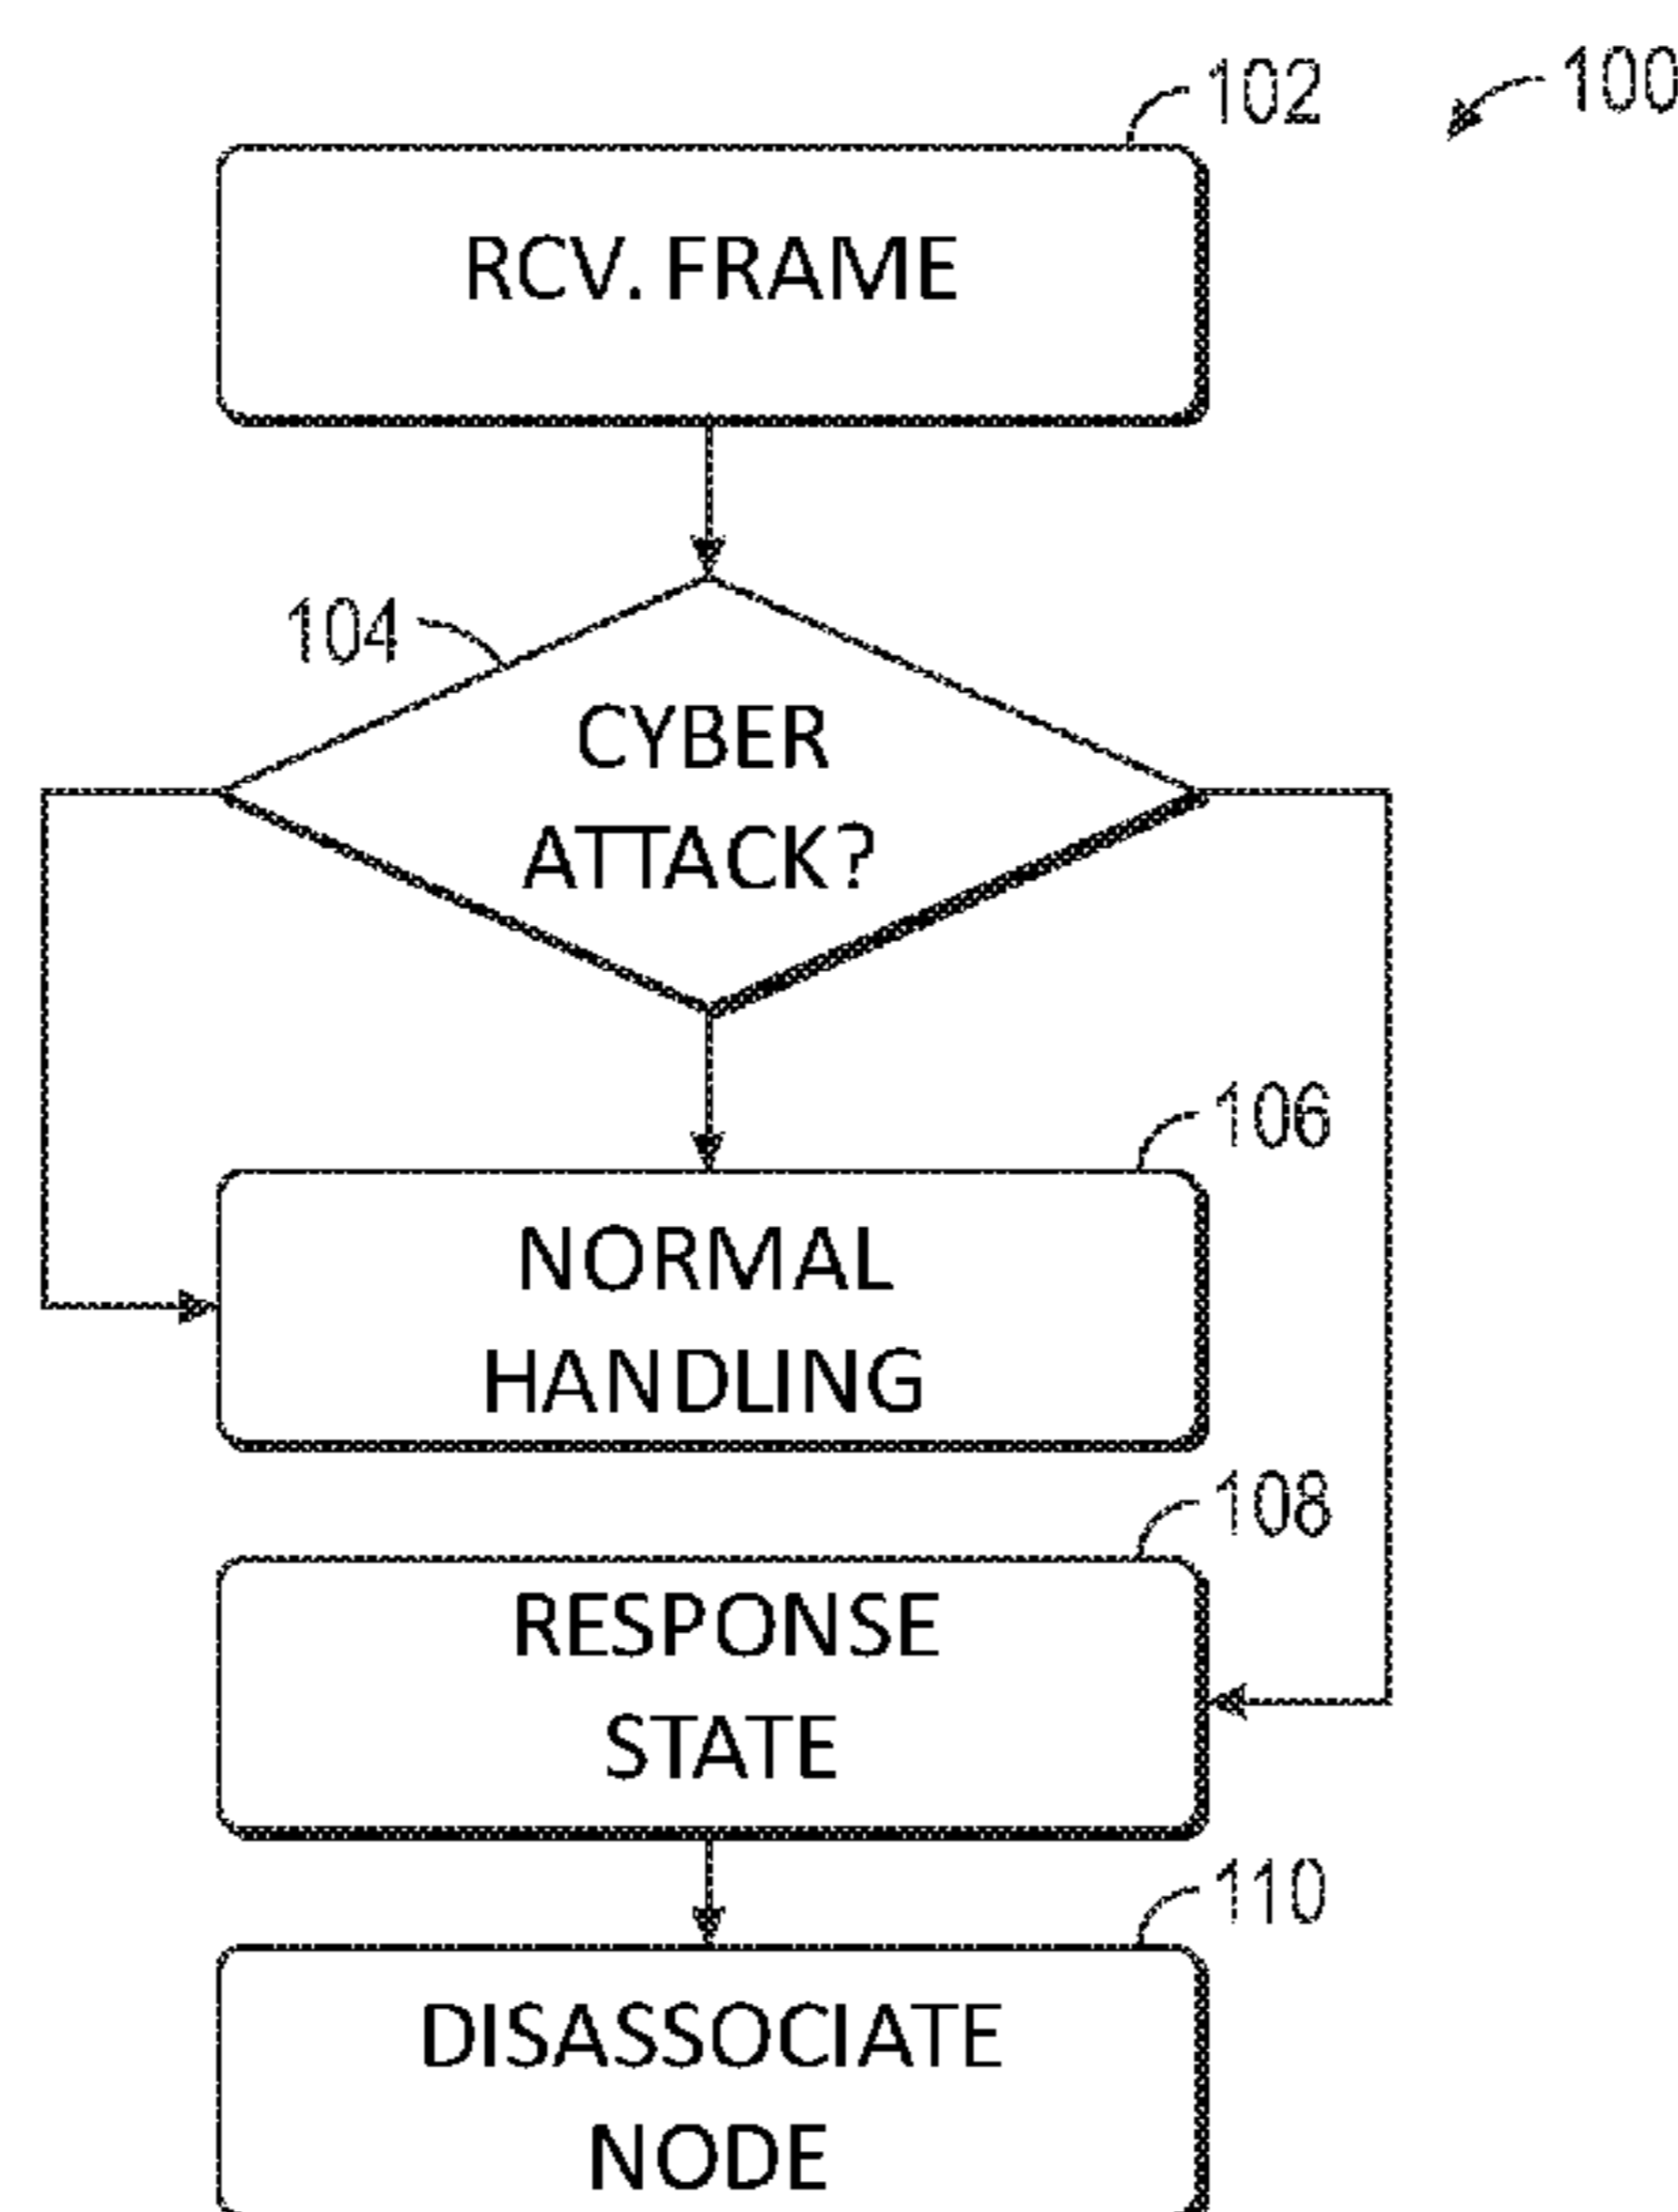 102
100
RCV. FRAME
104
CYBER
ATTACK?
106
NORMAL
HANDLING
108
RESPONSE
STATE
110
DISASSOCIATE
NODE